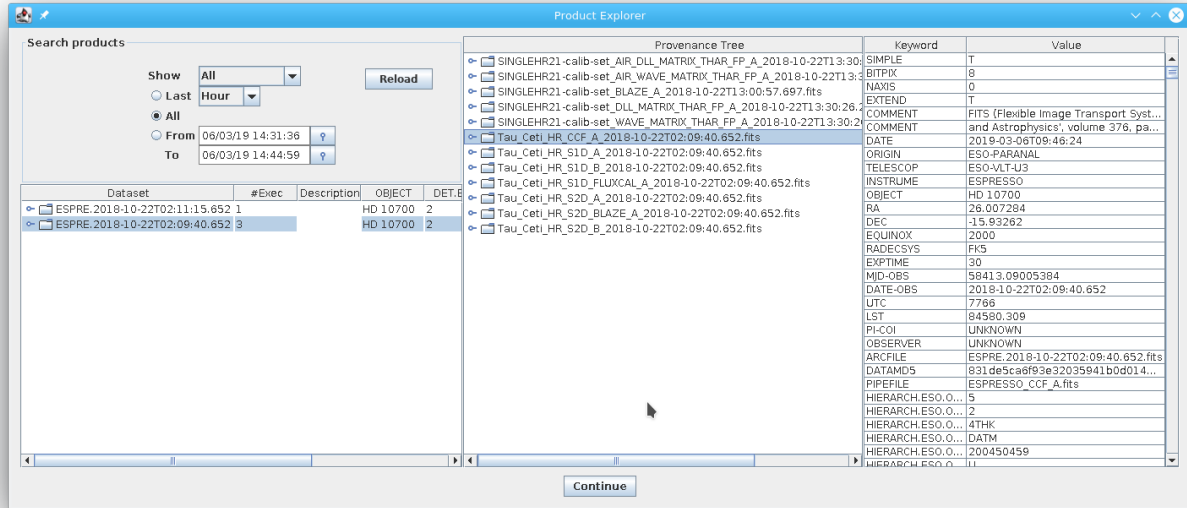 Product Explorer
Search products
Show All
Reload
Last Hour
All
From 06/03/19 14:31:36
To 06/03/19 14:44:59
Dataset #Exec Description OBJECT DET.B
ESPRE.2018-10-22T02:11:15.652 1 HD 10700 2
ESPRE.2018-10-22T02:09:40.652 3 HD 10700 2
Provenance Tree
SINGLEHR21-calib-set_AIR_DLL_MATRIX_THAR_FP_A_2018-10-22T13:30:
SINGLEHR21-calib-set_AIR_WAVE_MATRIX_THAR_FP_A_2018-10-22T13:3
SINGLEHR21-calib-set_BLAZE_A_2018-10-22T13:00:57.697.fits
SINGLEHR21-calib-set_DLL_MATRIX_THAR_FP_A_2018-10-22T13:30:26.2
SINGLEHR21-calib-set_WAVE_MATRIX_THAR_FP_A_2018-10-22T13:30:2
Tau_Ceti_HR_CCF_A_2018-10-22T02:09:40.652.fits
Tau_Ceti_HR_S1D_A_2018-10-22T02:09:40.652.fits
Tau_Ceti_HR_S1D_B_2018-10-22T02:09:40.652.fits
Tau_Ceti_HR_S1D_FLUXCAL_A_2018-10-22T02:09:40.652.fits
Tau_Ceti_HR_S2D_A_2018-10-22T02:09:40.652.fits
Tau_Ceti_HR_S2D_BLAZE_A_2018-10-22T02:09:40.652.fits
Tau_Ceti_HR_S2D_B_2018-10-22T02:09:40.652.fits
Keyword Value
SIMPLE T
BITPIX 8
NAXIS 0
EXTEND T
COMMENT FITS (Flexible Image Transport Syst...
COMMENT and Astrophysics', volume 376, pa...
DATE 2019-03-06T09:46:24
ORIGIN ESO-PARANAL
TELESCOP ESO-VLT-U3
INSTRUME ESPRESSO
OBJECT HD 10700
RA 26.007284
DEC -15.93262
EQUINOX 2000
RADECSYS FK5
EXPTIME 30
MJD-OBS 58413.09005384
DATE-OBS 2018-10-22T02:09:40.652
UTC 7766
LST 84580.309
PI-COI UNKNOWN
OBSERVER UNKNOWN
ARCFILE ESPRE.2018-10-22T02:09:40.652.fits
DATAMD5 831de5ca6f93e32035941b0d014...
PIPEFILE ESPRESSO_CCF_A.fits
HIERARCH.ESO.O... 5
HIERARCH.ESO.O... 2
HIERARCH.ESO.O... 4THK
HIERARCH.ESO.O... DATM
HIERARCH.ESO.O... 200450459
Continue